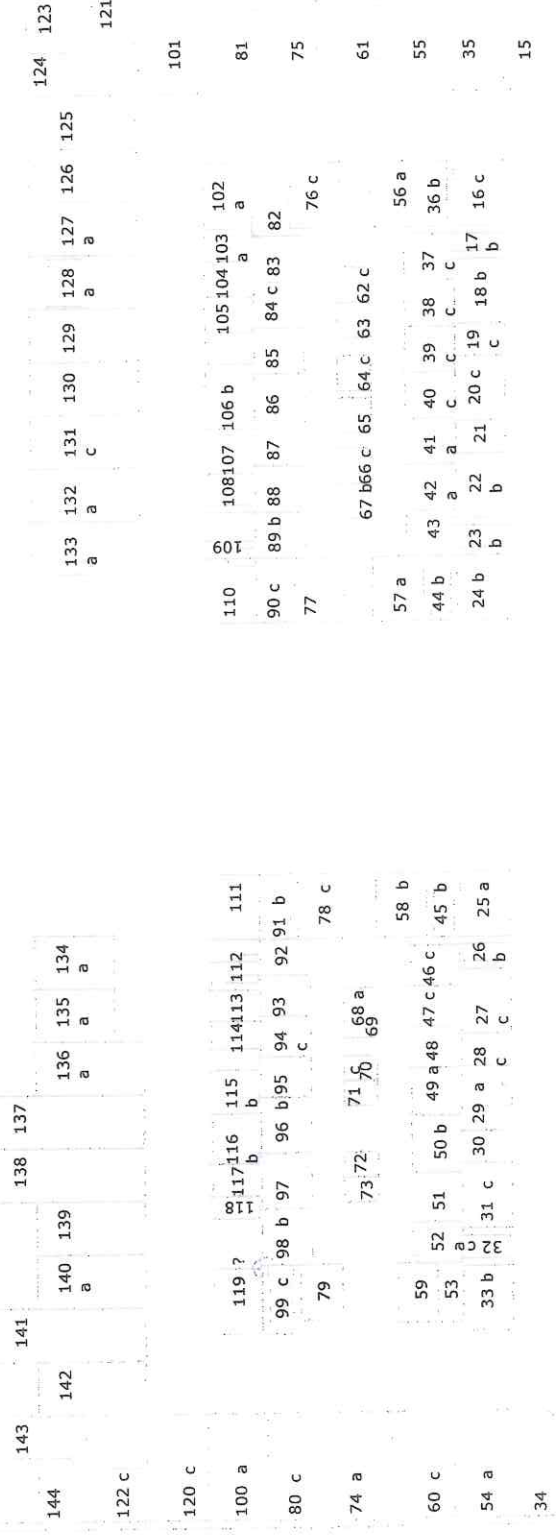 143 141 138 137 124 123
144 142 140 139 136 135 134 133 132 131 130 129 128 127 126 125
a a a a a a c a a
121
122 c
101
120 c
100 a 119 ? 117 116 115 114113 112 111 110 108107 106 b 105 104 103 102 81
118 b b 109 a a
80 c 99 c 98 b 97 96 b 95 94 93 92 91 b 90 c 89 b 88 87 86 85 84 c 83 82 75
c
79 78 c 77 76 c
74 a 73 72 71 c 68 a 67 b66 c 65 64 c 63 62 c 61
70 69
59 58 b 57 a 56 a 55
60 c 53 52 51 50 b 49 a 48 47 c 46 c 45 b 44 b 43 42 41 40 39 38 37 36 b 35
a a a c c c c
54 a 33 b 32 c 31 c 30 29 a 28 27 26 25 a 24 b 23 22 21 20 c 19 18 b 17 16 c
c c b b b c b
34 15